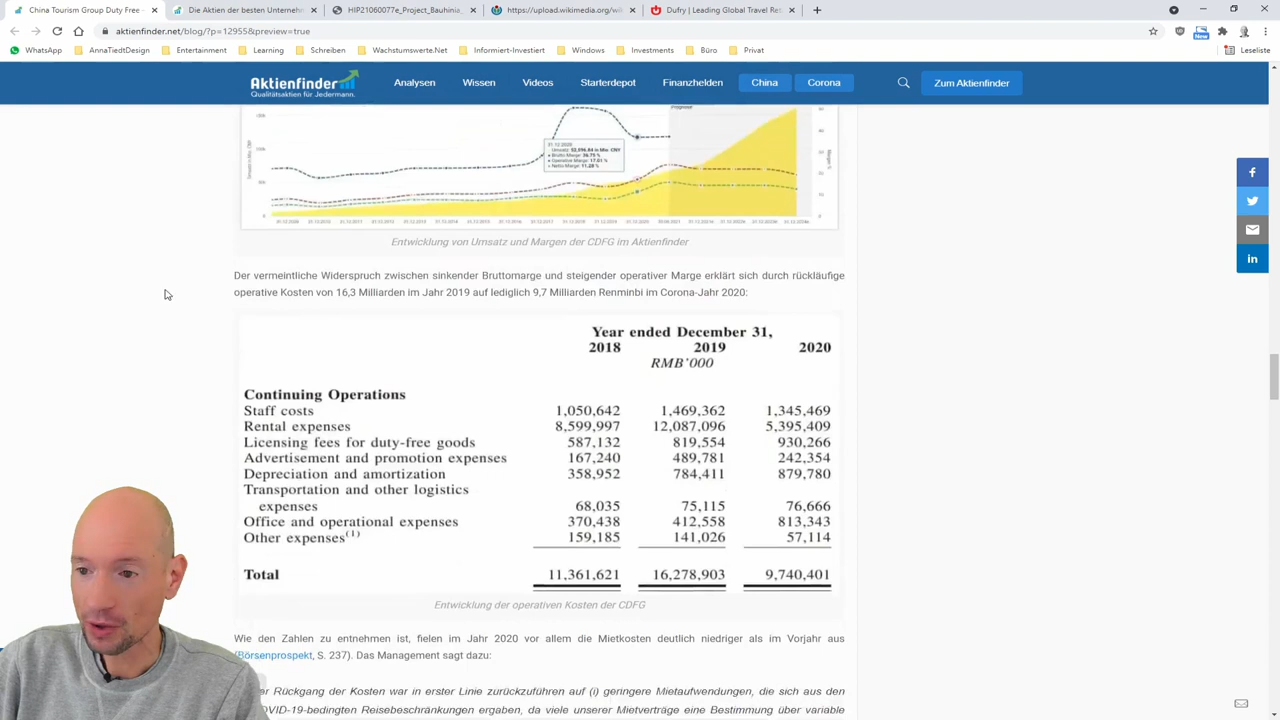 China Tourism Group Duty Free -
Die Aktien der besten Unternehm
HIP21060077e_Project_Bauhinia_
https://upload.wikimedia.org/wi
Dufry | Leading Global Travel Res
aktienfinder.net/blog/?p=12955&preview=true
New
WhatsApp
AnnaTiedtDesign
Entertainment
Learning
Schreiben
Wachstumswerte.Net
Informiert-Investiert
Windows
Investments
Büro
Privat
Leseliste
Aktienfinder
Qualitätsaktien für Jedermann.
Analysen
Wissen
Videos
Starterdepot
Finanzhelden
China
Corona
Zum Aktienfinder
Entwicklung von Umsatz und Margen der CDFG im Aktienfinder
Der vermeintliche Widerspruch zwischen sinkender Bruttomarge und steigender operativer Marge erklärt sich durch rückläufige
operative Kosten von 16,3 Milliarden im Jahr 2019 auf lediglich 9,7 Milliarden Renminbi im Corona-Jahr 2020:
Year ended December 31,
2018 2019 2020
RMB'000
Continuing Operations
Staff costs 1,050,642 1,469,362 1,345,469
Rental expenses 8,599,997 12,087,096 5,395,409
Licensing fees for duty-free goods 587,132 819,554 930,266
Advertisement and promotion expenses 167,240 489,781 242,354
Depreciation and amortization 358,952 784,411 879,780
Transportation and other logistics
expenses 68,035 75,115 76,666
Office and operational expenses 370,438 412,558 813,343
Other expenses(1) 159,185 141,026 57,114
Total 11,361,621 16,278,903 9,740,401
Entwicklung der operativen Kosten der CDFG
Wie den Zahlen zu entnehmen ist, fielen im Jahr 2020 vor allem die Mietkosten deutlich niedriger als im Vorjahr aus
(Börsenprospekt, S. 237). Das Management sagt dazu:
Rückgang der Kosten war in erster Linie zurückzuführen auf (i) geringere Mietaufwendungen, die sich aus den
COVID-19-bedingten Reisebeschränkungen ergaben, da viele unserer Mietverträge eine Bestimmung über variable